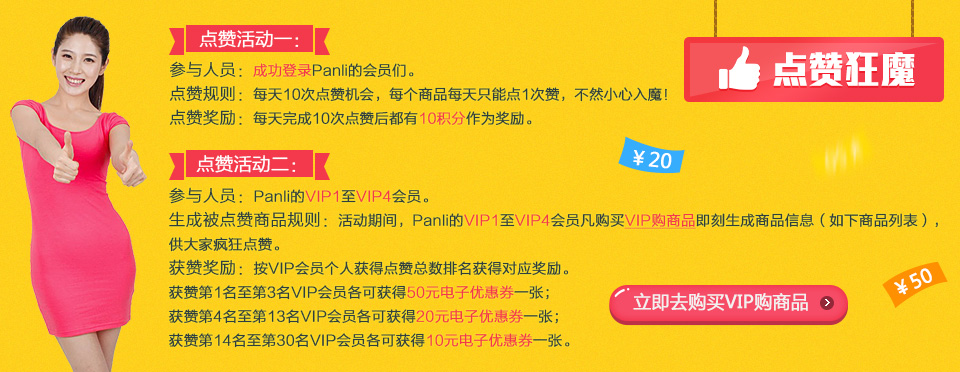 点赞活动一：
参与人员：成功登录Panli的会员们。
点赞规则：每天10次点赞机会，每个商品每天只能点1次赞，不然小心入魔！
点赞奖励：每天完成10次点赞后都有10积分作为奖励。
点赞狂魔
¥20
点赞活动二：
参与人员：Panli的VIP1至VIP4会员。
生成被点赞商品规则：活动期间，Panli的VIP1至VIP4会员凡购买VIP购商品即刻生成商品信息（如下商品列表），
供大家疯狂点赞。
获赞奖励：按VIP会员个人获得点赞总数排名获得对应奖励。
获赞第1名至第3名VIP会员各可获得50元电子优惠券一张；
获赞第4名至第13名VIP会员各可获得20元电子优惠券一张；
获赞第14名至第30名VIP会员各可获得10元电子优惠券一张。
¥50
立即去购买VIP购商品